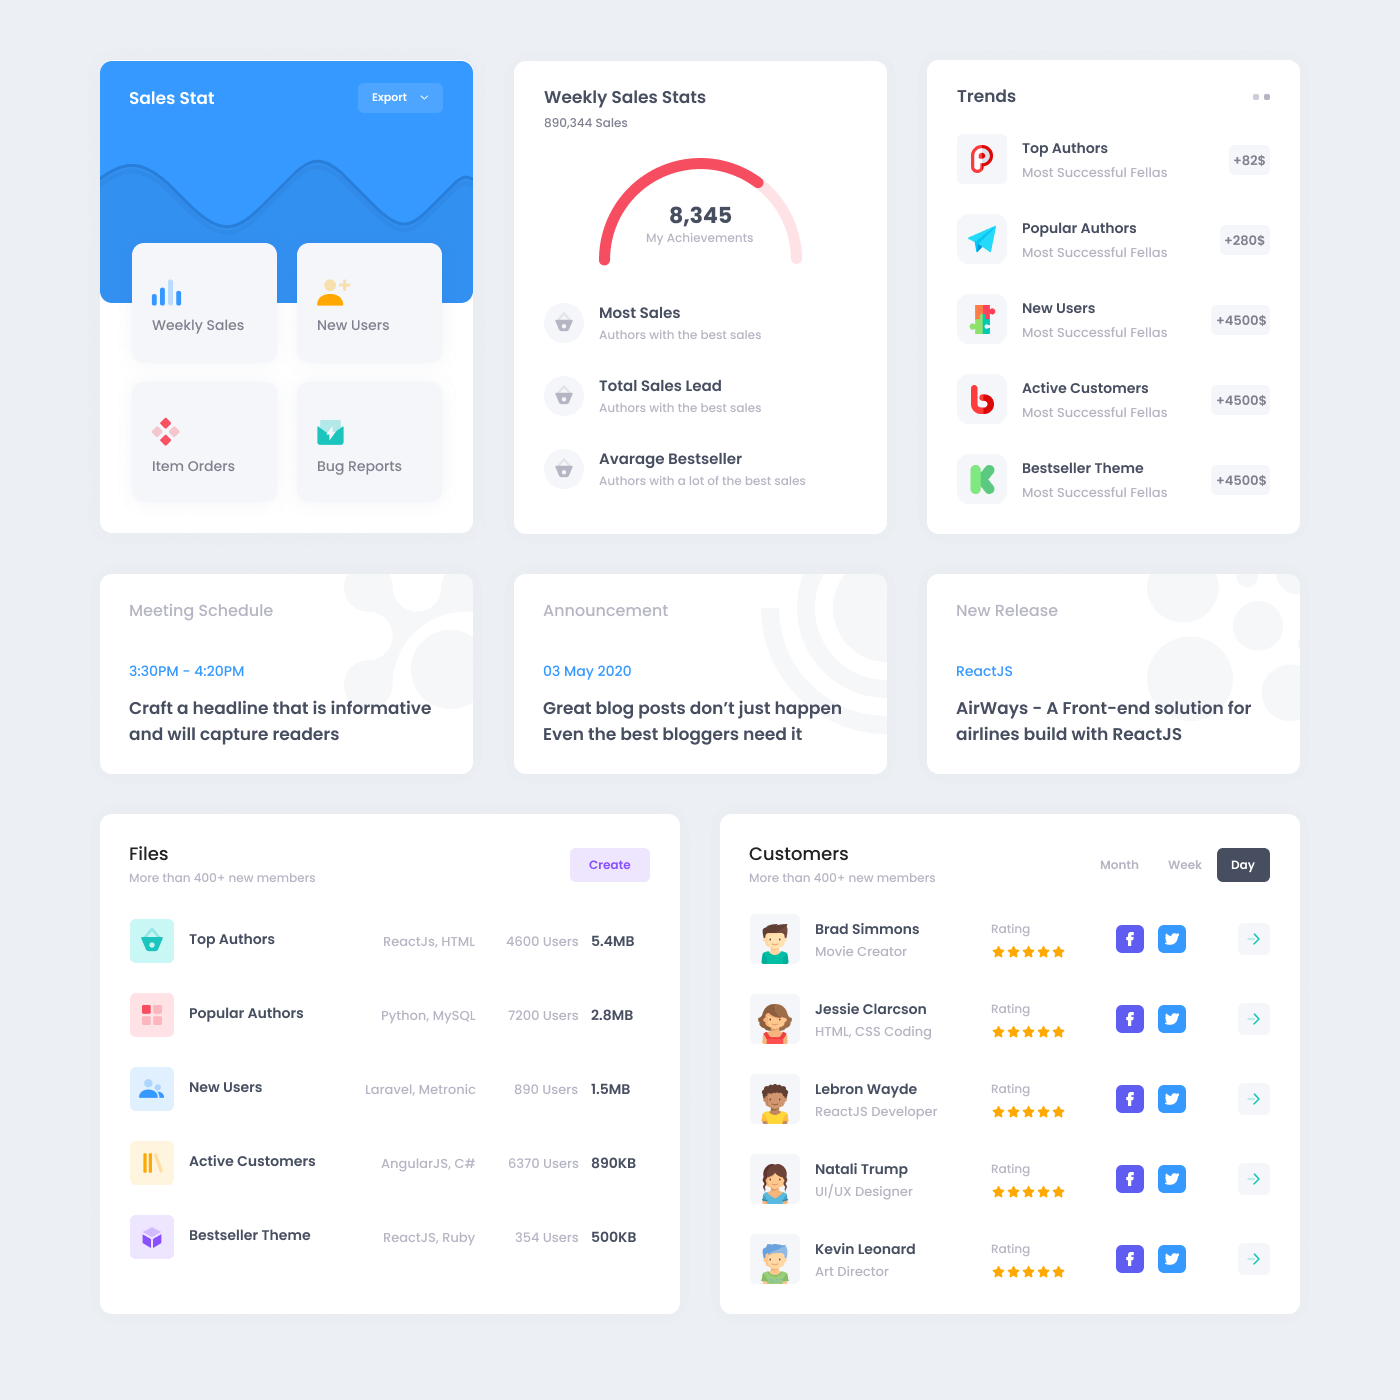 Sales Stat
Export
Weekly Sales
New Users
Item Orders
Bug Reports
Weekly Sales Stats
890,344 Sales
8,345
My Achievements
Most Sales
Authors with the best sales
Total Sales Lead
Authors with the best sales
Avarage Bestseller
Authors with a lot of the best sales
Trends
Top Authors
Most Successful Fellas
+82$
Popular Authors
Most Successful Fellas
+280$
New Users
Most Successful Fellas
+4500$
Active Customers
Most Successful Fellas
+4500$
Bestseller Theme
Most Successful Fellas
+4500$
Meeting Schedule
3:30PM - 4:20PM
Craft a headline that is informative
and will capture readers
Announcement
03 May 2020
Great blog posts don’t just happen
Even the best bloggers need it
New Release
ReactJS
AirWays - A Front-end solution for
airlines build with ReactJS
Files
More than 400+ new members
Create
Top Authors ReactJs, HTML 4600 Users 5.4MB
Popular Authors Python, MySQL 7200 Users 2.8MB
New Users Laravel, Metronic 890 Users 1.5MB
Active Customers AngularJS, C# 6370 Users 890KB
Bestseller Theme ReactJS, Ruby 354 Users 500KB
Customers
More than 400+ new members
Month Week Day
Brad Simmons
Movie Creator
Rating
Jessie Clarcson
HTML, CSS Coding
Rating
Lebron Wayde
ReactJS Developer
Rating
Natali Trump
UI/UX Designer
Rating
Kevin Leonard
Art Director
Rating